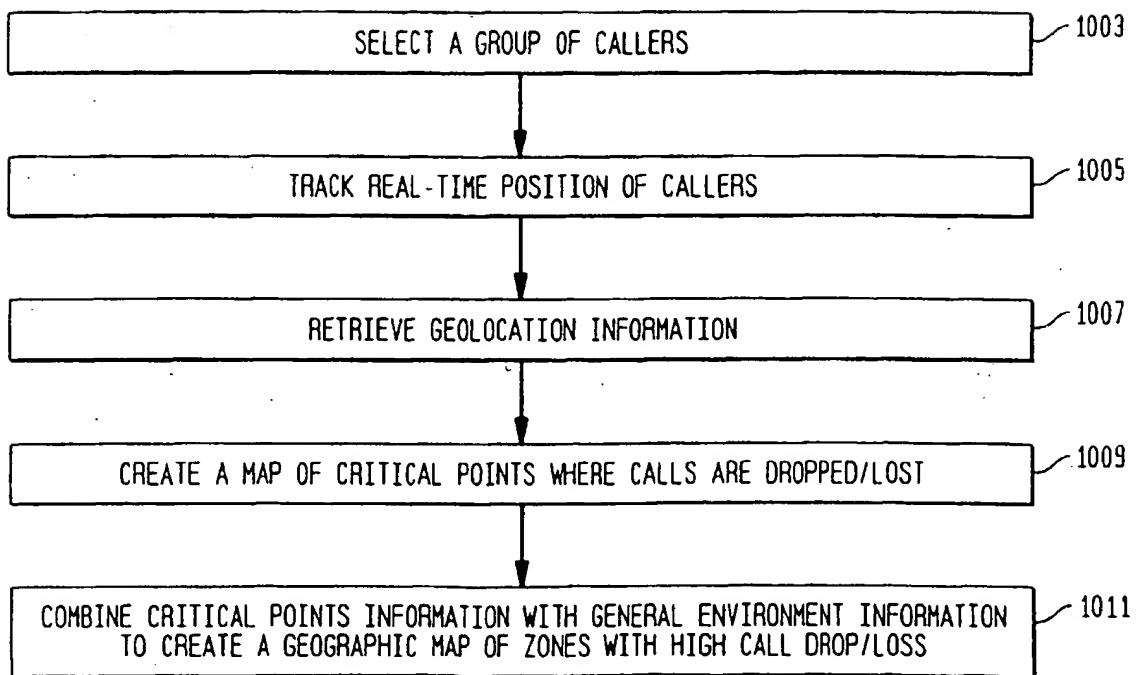 SELECT A GROUP OF CALLERS
1003
TRACK REAL-TIME POSITION OF CALLERS
1005
RETRIEVE GEOLOCATION INFORMATION
1007
CREATE A MAP OF CRITICAL POINTS WHERE CALLS ARE DROPPED/LOST
1009
COMBINE CRITICAL POINTS INFORMATION WITH GENERAL ENVIRONMENT INFORMATION
TO CREATE A GEOGRAPHIC MAP OF ZONES WITH HIGH CALL DROP/LOSS
1011